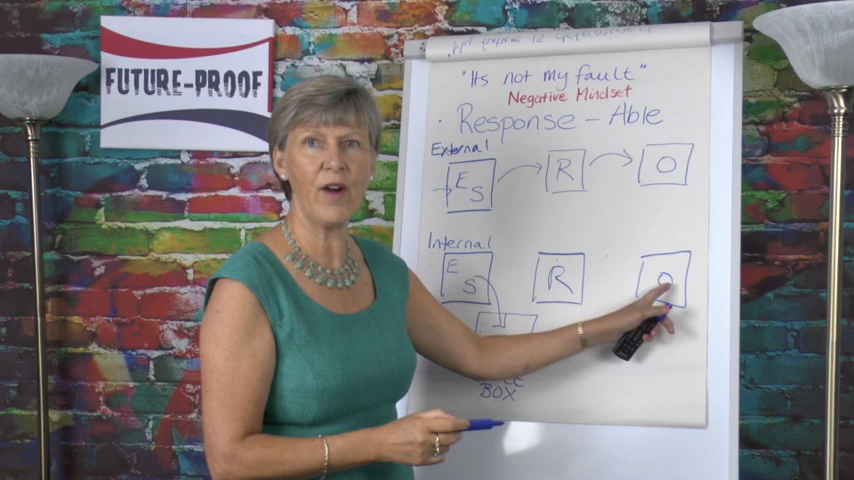 FUTURE-PROOF
"Its not my fault"
Negative Mindset
Response - Able
External
E S R O
Internal
E S R O
BOX